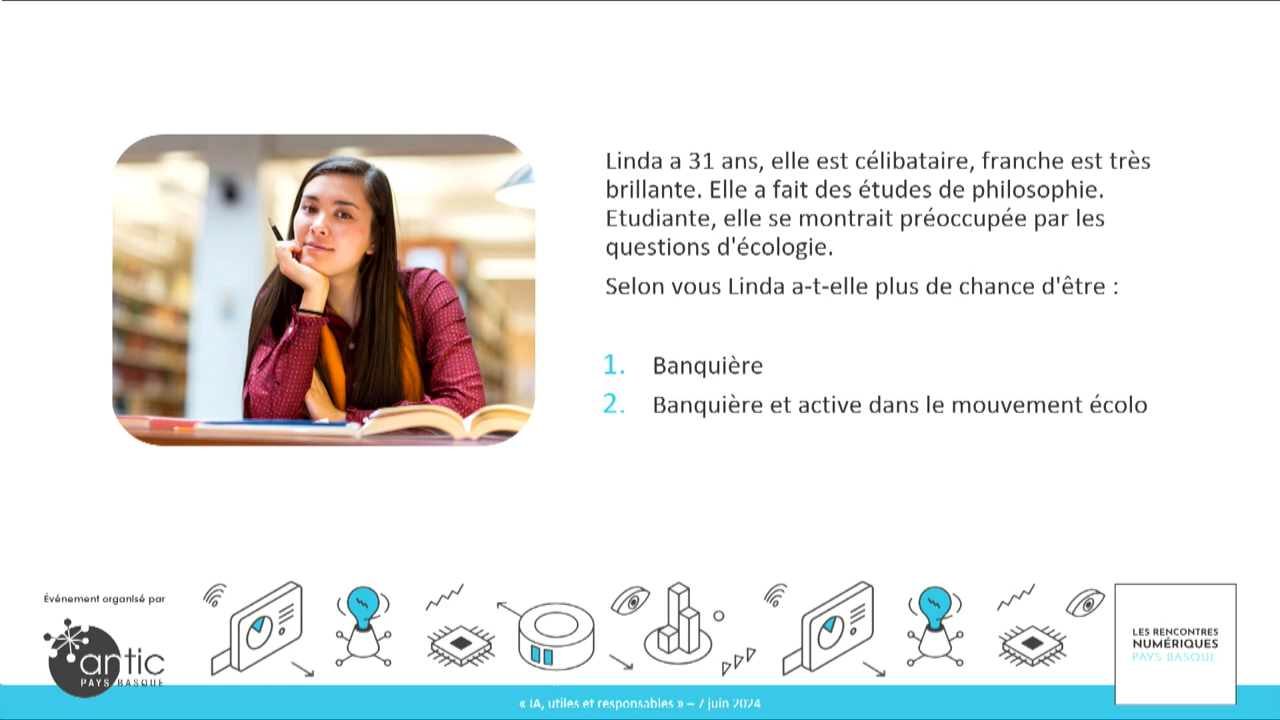 Linda a 31 ans, elle est célibataire, franche est très
brillante. Elle a fait des études de philosophie.
Etudiante, elle se montrait préoccupée par les
questions d'écologie.
Selon vous Linda a-t-elle plus de chance d'être :
1. Banquière
2. Banquière et active dans le mouvement écolo
Événement organisé par
antic
PAYS BASQUE
LES RENCONTRES
NUMÉRIQUES
PAYS BASQUE
« IA, utiles et responsables » – 7 juin 2024